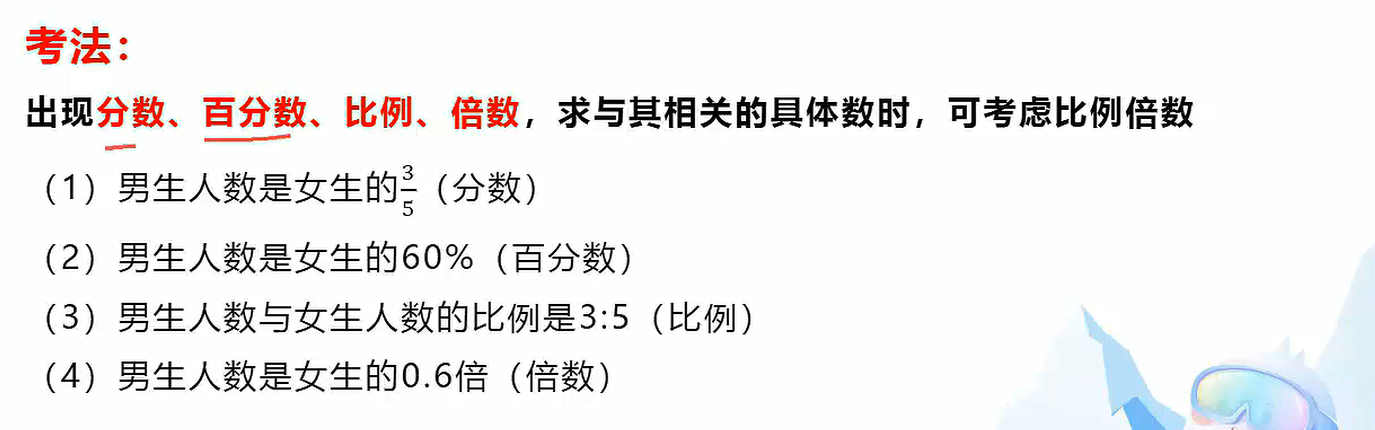 考法：
出现分数、百分数、比例、倍数，求与其相关的具体数时，可考虑比例倍数
（1）男生人数是女生的3/5（分数）
（2）男生人数是女生的60%（百分数）
（3）男生人数与女生人数的比例是3:5（比例）
（4）男生人数是女生的0.6倍（倍数）